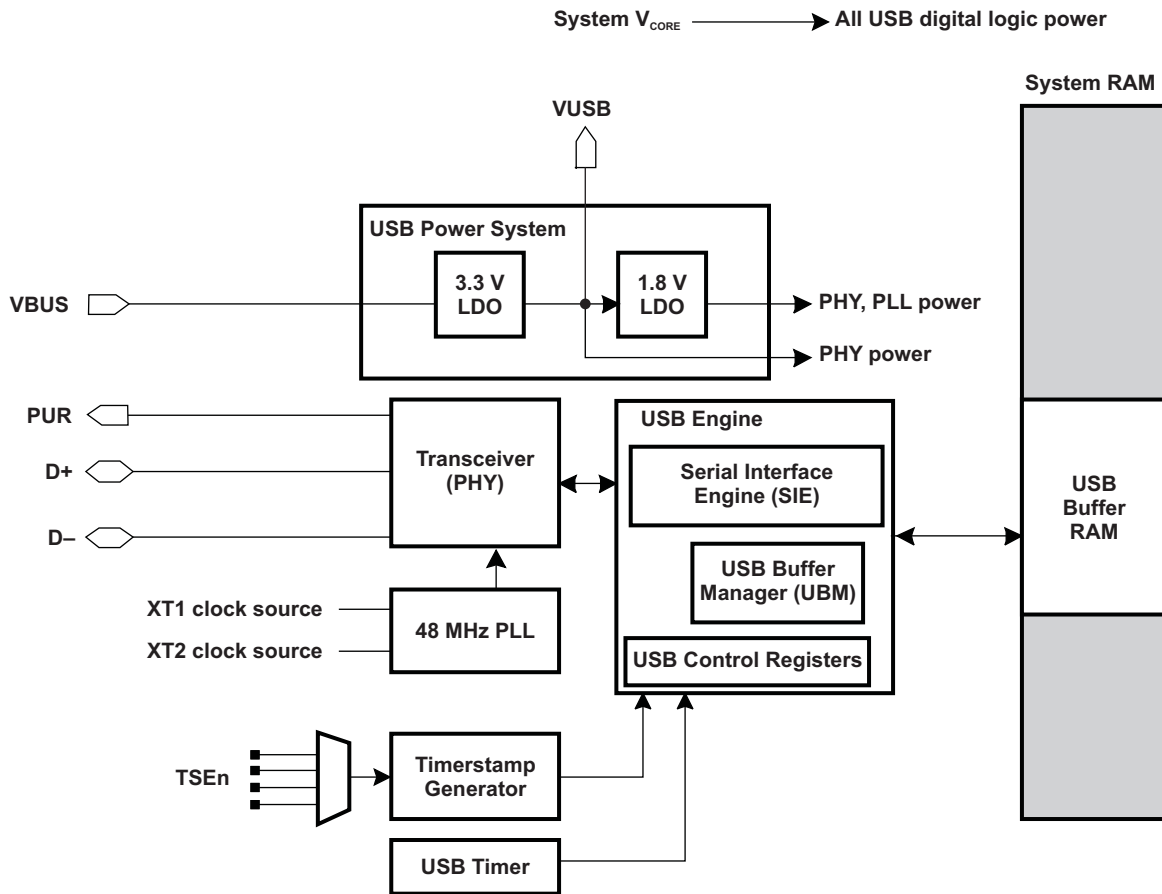 System VCORE
All USB digital logic power
System RAM
VUSB
USB Power System
3.3 V
LDO
1.8 V
LDO
VBUS
PHY, PLL power
PHY power
PUR
D+
D–
Transceiver
(PHY)
USB Engine
Serial Interface
Engine (SIE)
USB Buffer
Manager (UBM)
USB Control Registers
USB
Buffer
RAM
XT1 clock source
XT2 clock source
48 MHz PLL
TSEn
Timerstamp
Generator
USB Timer